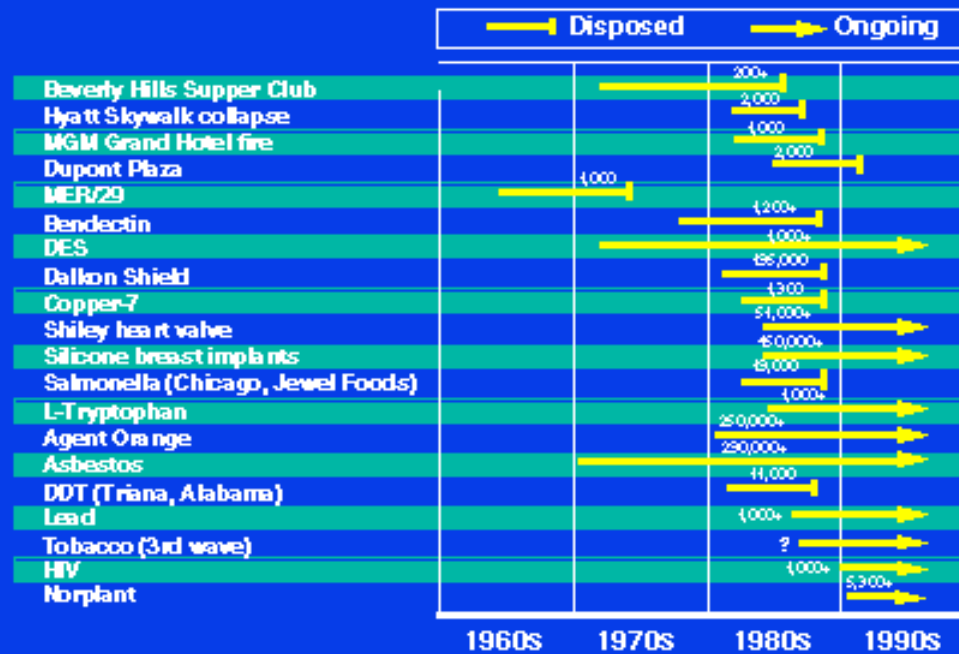 Disposed Ongoing
Beverly Hills Supper Club 200+
Hyatt Skywalk collapse 2,000
MGM Grand Hotel fire 1,000
Dupont Plaza 2,000
MER/29 1,000
Bendectin 1,200+
DES 1,000+
Dalkon Shield 195,000
Copper-7 1,300
Shiley heart valve 51,000+
Silicone breast implants 450,000+
Salmonella (Chicago, Jewel Foods) 19,000
L-Tryptophan 1,000+
Agent Orange 250,000+
Asbestos 230,000+
DDT (Triana, Alabama) 11,000
Lead 1,000+
Tobacco (3rd wave) ?
HIV 1,000+
Norplant 5,300+
1960s 1970s 1980s 1990s